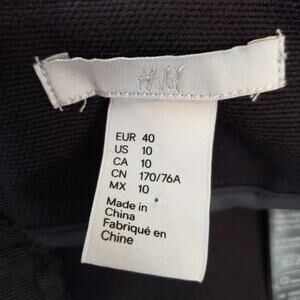 H&M
EUR 40
US 10
CA 10
CN 170/76A
MX 10
Made in
China
Fabriqué en
Chine